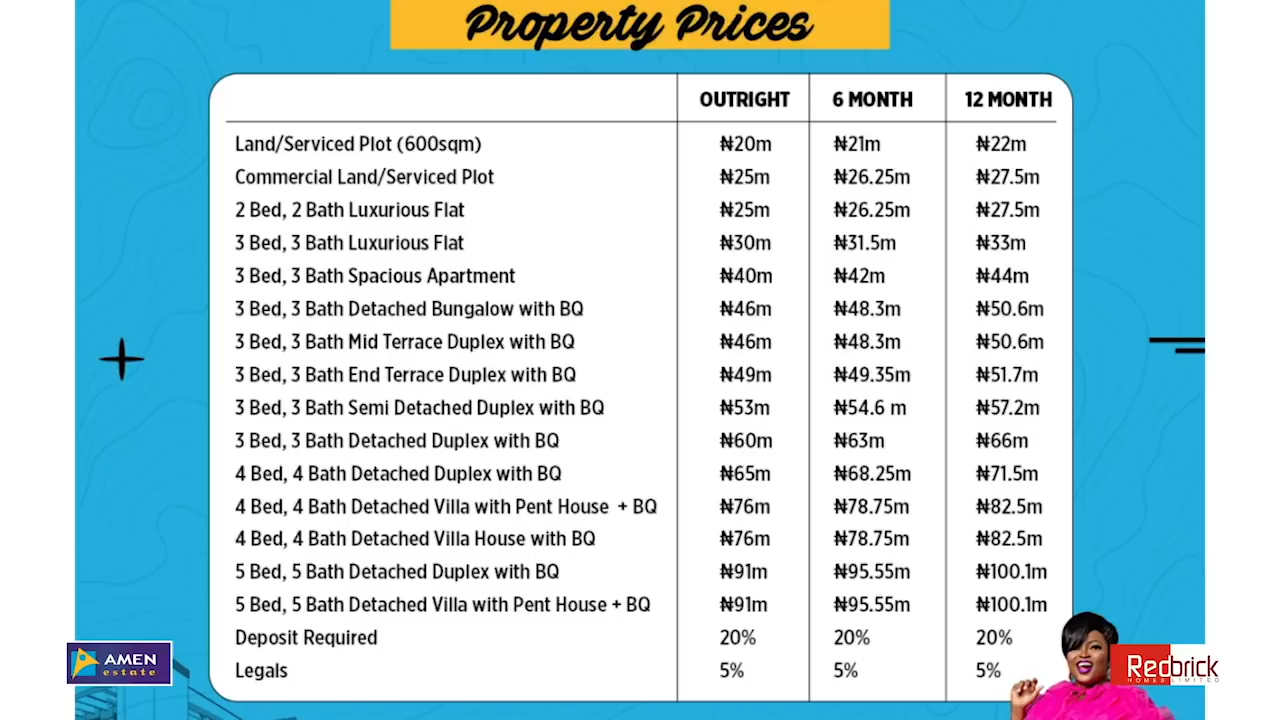 Property Prices
OUTRIGHT 6 MONTH 12 MONTH
Land/Serviced Plot (600sqm) ₦20m ₦21m ₦22m
Commercial Land/Serviced Plot ₦25m ₦26.25m ₦27.5m
2 Bed, 2 Bath Luxurious Flat ₦25m ₦26.25m ₦27.5m
3 Bed, 3 Bath Luxurious Flat ₦30m ₦31.5m ₦33m
3 Bed, 3 Bath Spacious Apartment ₦40m ₦42m ₦44m
3 Bed, 3 Bath Detached Bungalow with BQ ₦46m ₦48.3m ₦50.6m
3 Bed, 3 Bath Mid Terrace Duplex with BQ ₦46m ₦48.3m ₦50.6m
3 Bed, 3 Bath End Terrace Duplex with BQ ₦49m ₦49.35m ₦51.7m
3 Bed, 3 Bath Semi Detached Duplex with BQ ₦53m ₦54.6 m ₦57.2m
3 Bed, 3 Bath Detached Duplex with BQ ₦60m ₦63m ₦66m
4 Bed, 4 Bath Detached Duplex with BQ ₦65m ₦68.25m ₦71.5m
4 Bed, 4 Bath Detached Villa with Pent House + BQ ₦76m ₦78.75m ₦82.5m
4 Bed, 4 Bath Detached Villa House with BQ ₦76m ₦78.75m ₦82.5m
5 Bed, 5 Bath Detached Duplex with BQ ₦91m ₦95.55m ₦100.1m
5 Bed, 5 Bath Detached Villa with Pent House + BQ ₦91m ₦95.55m ₦100.1m
Deposit Required 20% 20% 20%
Legals 5% 5% 5%
AMEN
estate
Redbrick
HOMES LIMITED